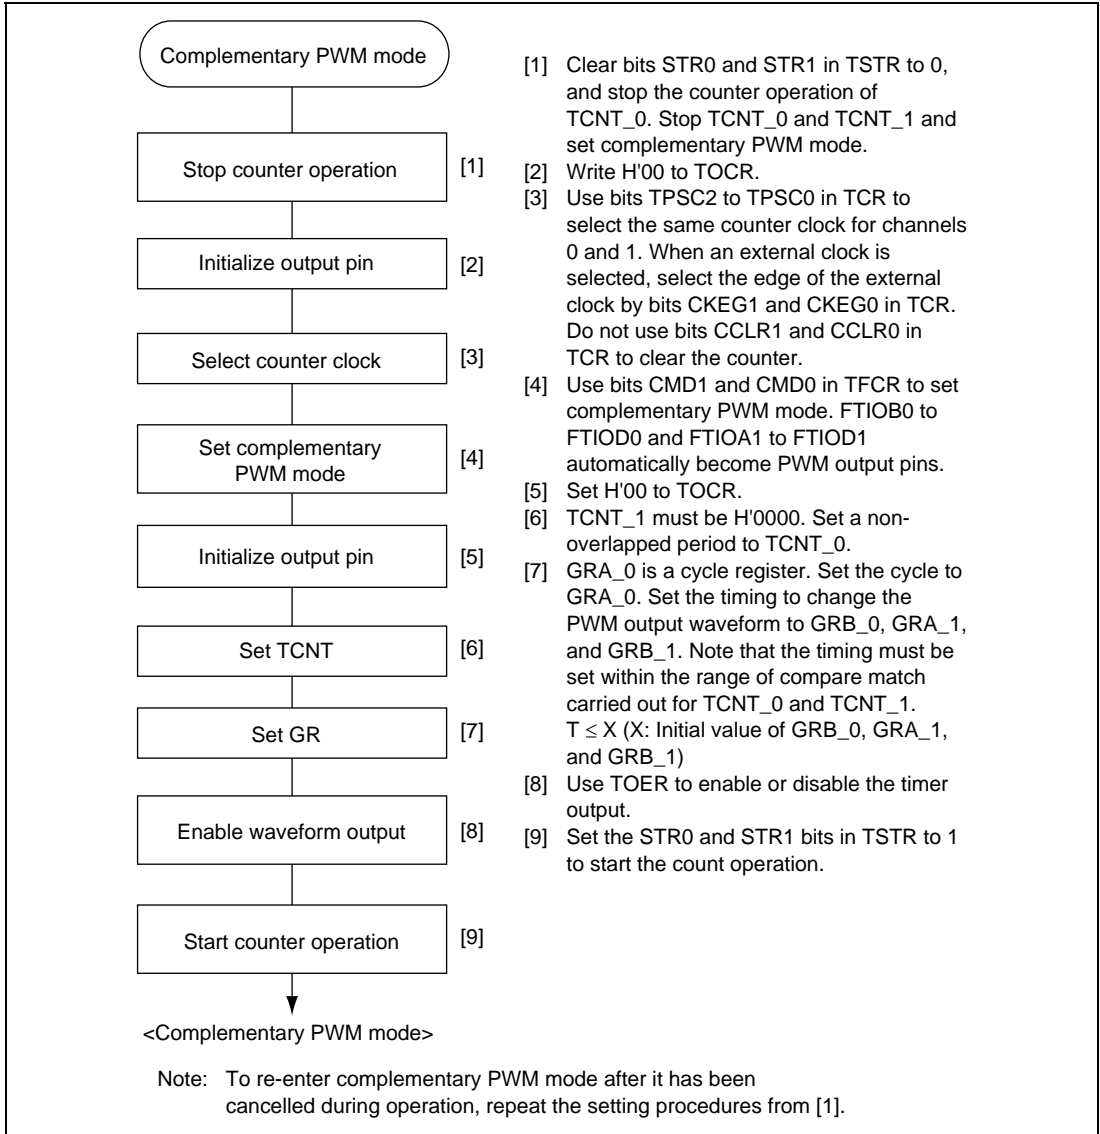 Complementary PWM mode
Stop counter operation [1]
Initialize output pin [2]
Select counter clock [3]
Set complementary
PWM mode [4]
Initialize output pin [5]
Set TCNT [6]
Set GR [7]
Enable waveform output [8]
Start counter operation [9]
<Complementary PWM mode>
[1] Clear bits STR0 and STR1 in TSTR to 0,
and stop the counter operation of
TCNT_0. Stop TCNT_0 and TCNT_1 and
set complementary PWM mode.
[2] Write H'00 to TOCR.
[3] Use bits TPSC2 to TPSC0 in TCR to
select the same counter clock for channels
0 and 1. When an external clock is
selected, select the edge of the external
clock by bits CKEG1 and CKEG0 in TCR.
Do not use bits CCLR1 and CCLR0 in
TCR to clear the counter.
[4] Use bits CMD1 and CMD0 in TFCR to set
complementary PWM mode. FTIOB0 to
FTIOD0 and FTIOA1 to FTIOD1
automatically become PWM output pins.
[5] Set H'00 to TOCR.
[6] TCNT_1 must be H'0000. Set a non-
overlapped period to TCNT_0.
[7] GRA_0 is a cycle register. Set the cycle to
GRA_0. Set the timing to change the
PWM output waveform to GRB_0, GRA_1,
and GRB_1. Note that the timing must be
set within the range of compare match
carried out for TCNT_0 and TCNT_1.
T ≤ X (X: Initial value of GRB_0, GRA_1,
and GRB_1)
[8] Use TOER to enable or disable the timer
output.
[9] Set the STR0 and STR1 bits in TSTR to 1
to start the count operation.
Note: To re-enter complementary PWM mode after it has been
cancelled during operation, repeat the setting procedures from [1].